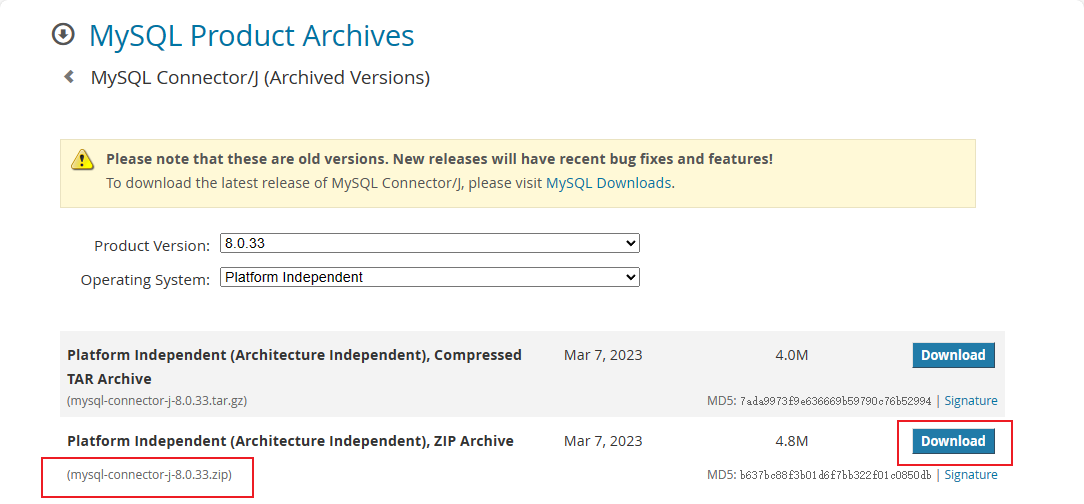 MySQL Product Archives
MySQL Connector/J (Archived Versions)
Please note that these are old versions. New releases will have recent bug fixes and features!
To download the latest release of MySQL Connector/J, please visit MySQL Downloads.
Product Version: 8.0.33
Operating System: Platform Independent
Platform Independent (Architecture Independent), Compressed Mar 7, 2023 4.0M Download
TAR Archive
(mysql-connector-j-8.0.33.tar.gz) MD5: 7ada9973f9e636669b59790c76b52994 | Signature
Platform Independent (Architecture Independent), ZIP Archive Mar 7, 2023 4.8M Download
(mysql-connector-j-8.0.33.zip) MD5: b637bc88f3b01d6f7bb322f01c0850db | Signature